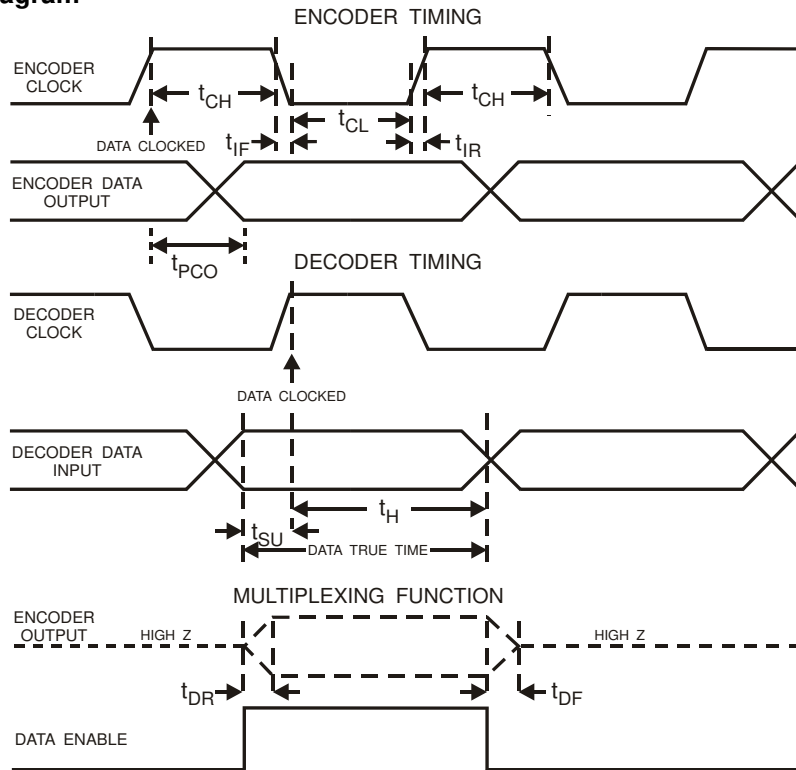 agram
ENCODER TIMING
ENCODER
CLOCK
tCH
tCH
tCL
DATA CLOCKED
tIF
tIR
ENCODER DATA
OUTPUT
tPCO
DECODER TIMING
DECODER
CLOCK
DATA CLOCKED
DECODER DATA
INPUT
tH
tSU
DATA TRUE TIME
MULTIPLEXING FUNCTION
ENCODER
OUTPUT
HIGH Z
HIGH Z
tDR
tDF
DATA ENABLE